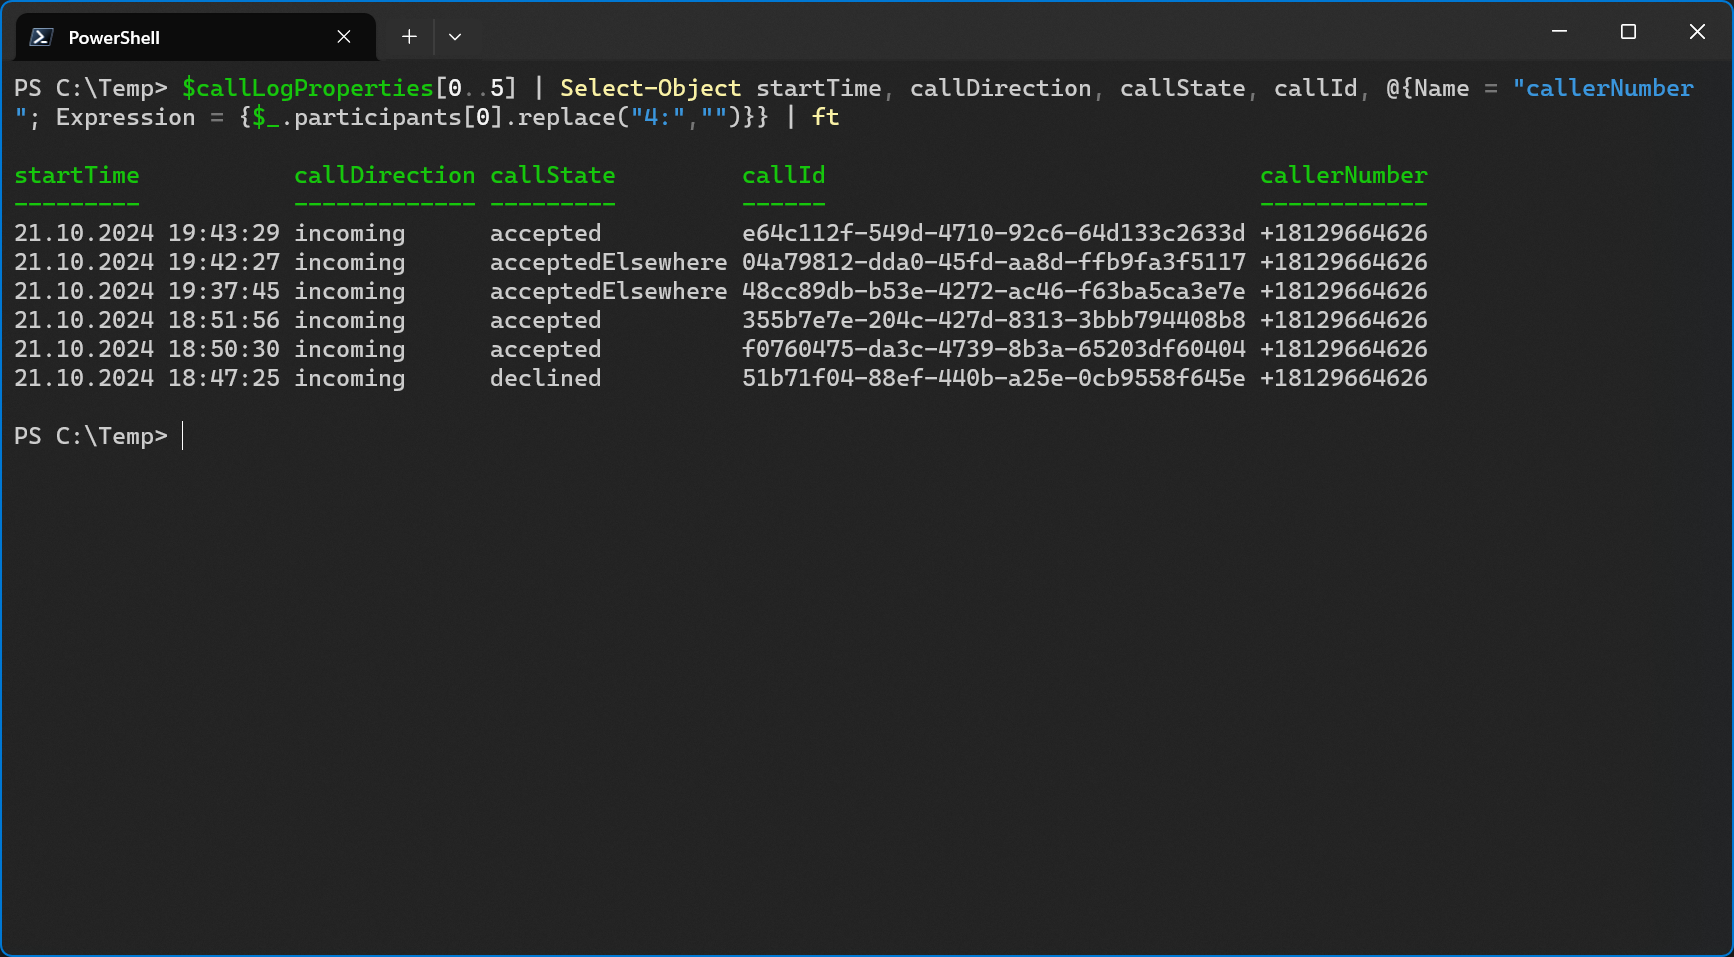 PowerShell
PS C:\Temp> $callLogProperties[0..5] | Select-Object startTime, callDirection, callState, callId, @{Name = "callerNumber
"; Expression = {$_.participants[0].replace("4:","")}} | ft
startTime callDirection callState callId callerNumber
--------- ------------- --------- ------ ------------
21.10.2024 19:43:29 incoming accepted e64c112f-549d-4710-92c6-64d133c2633d +18129664626
21.10.2024 19:42:27 incoming acceptedElsewhere 04a79812-dda0-45fd-aa8d-ffb9fa3f5117 +18129664626
21.10.2024 19:37:45 incoming acceptedElsewhere 48cc89db-b53e-4272-ac46-f63ba5ca3e7e +18129664626
21.10.2024 18:51:56 incoming accepted 355b7e7e-204c-427d-8313-3bbb794408b8 +18129664626
21.10.2024 18:50:30 incoming accepted f0760475-da3c-4739-8b3a-65203df60404 +18129664626
21.10.2024 18:47:25 incoming declined 51b71f04-88ef-440b-a25e-0cb9558f645e +18129664626
PS C:\Temp>